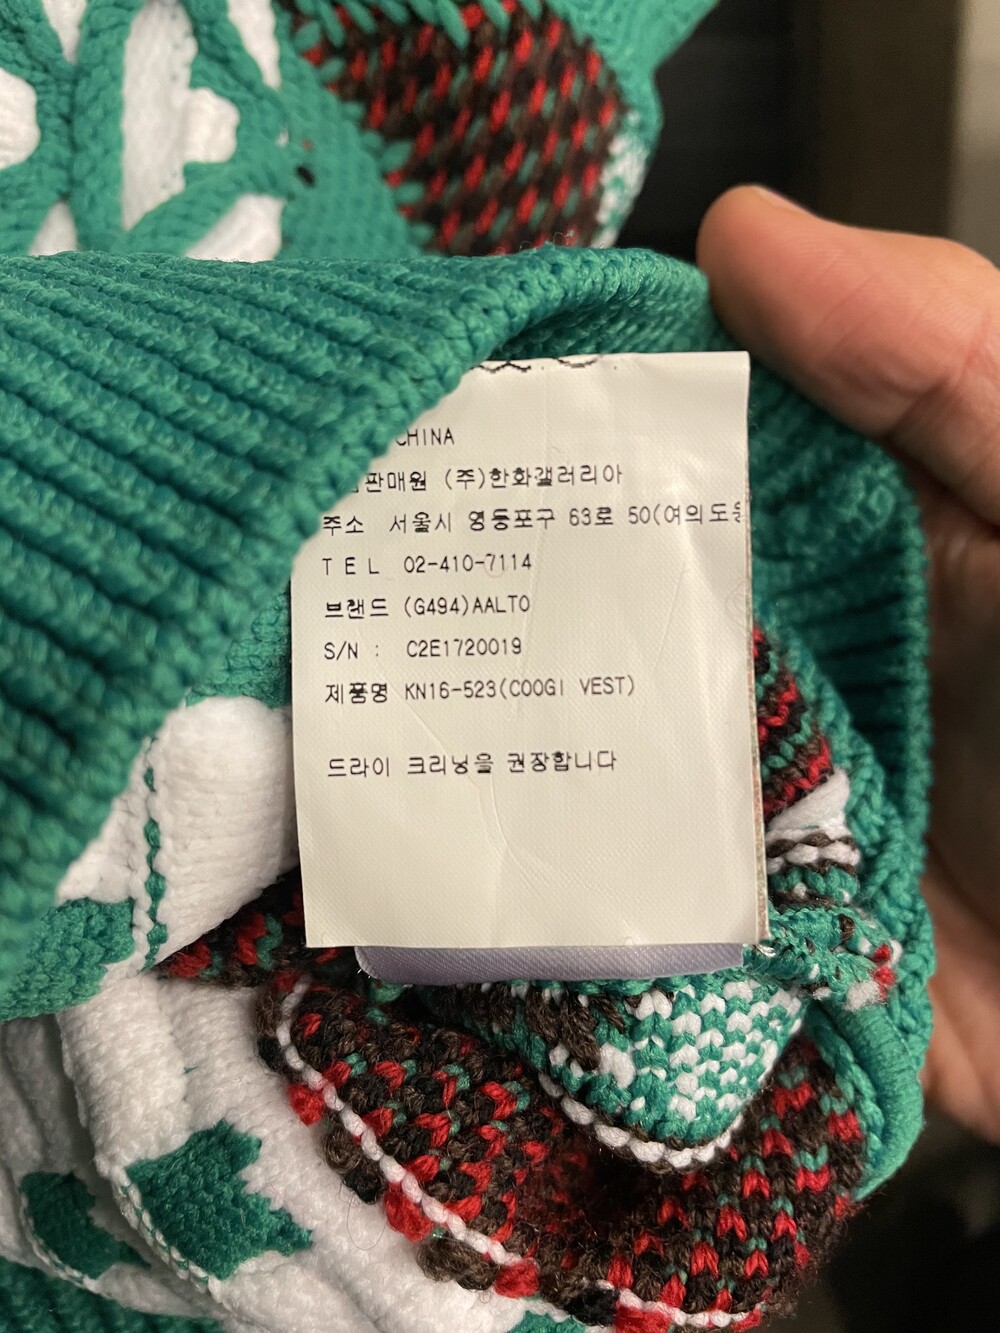 CHINA
판매원 (주)한화갤러리아
주소 서울시 영등포구 63로 50(여의도동
TEL 02-410-7114
브랜드 (G494)AALTO
S/N : C2E1720019
제품명 KN16-523(COOGI VEST)
드라이 크리닝을 권장합니다